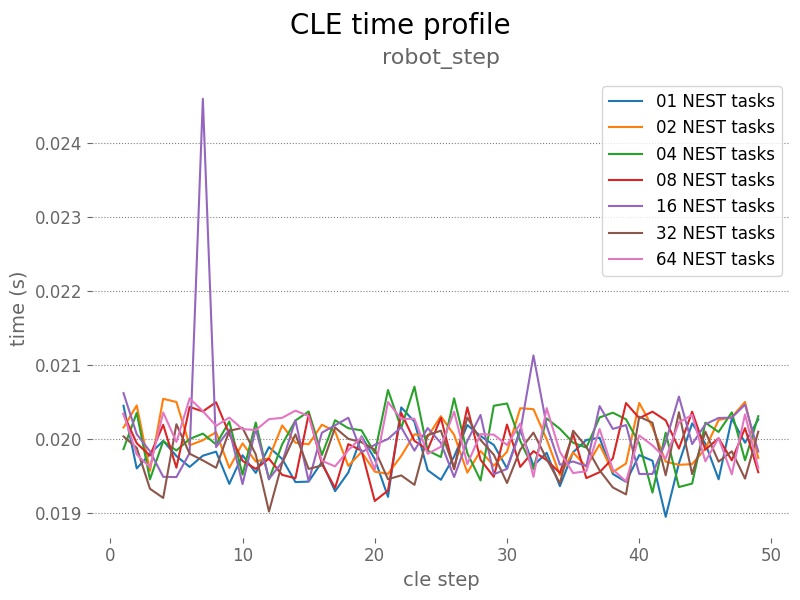 CLE time profile
robot_step
01 NEST tasks
02 NEST tasks
04 NEST tasks
08 NEST tasks
16 NEST tasks
32 NEST tasks
64 NEST tasks
time (s)
0.024
0.023
0.022
0.021
0.020
0.019
0 10 20 30 40 50
cle step